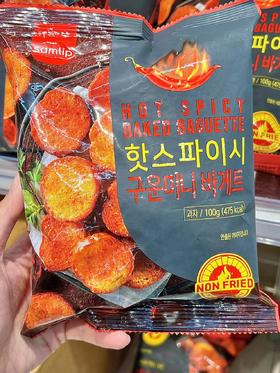 samlip
HOT SPICY
BAKED BAGUETTE
핫스파이시
구운미니 바게트
과자 / 100g (475 kcal)
NON FRIED